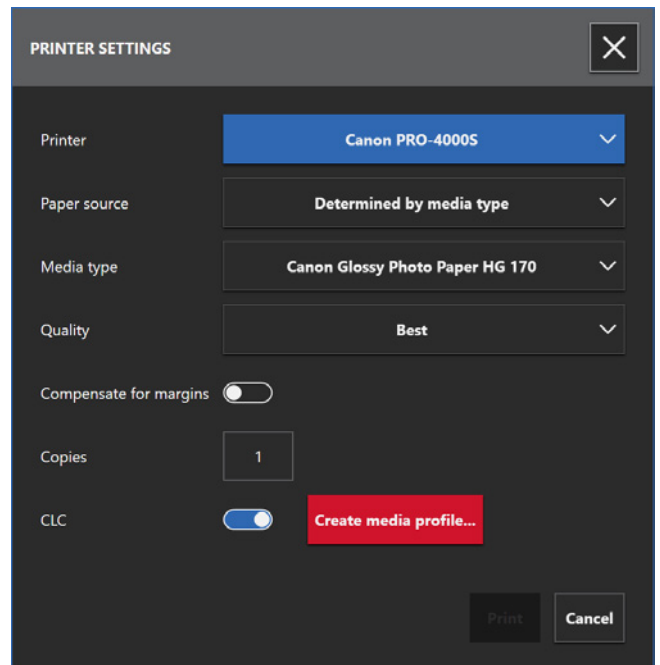 PRINTER SETTINGS
Printer
Canon PRO-4000S
Paper source
Determined by media type
Media type
Canon Glossy Photo Paper HG 170
Quality
Best
Compensate for margins
Copies
1
CLC
Create media profile...
Print
Cancel